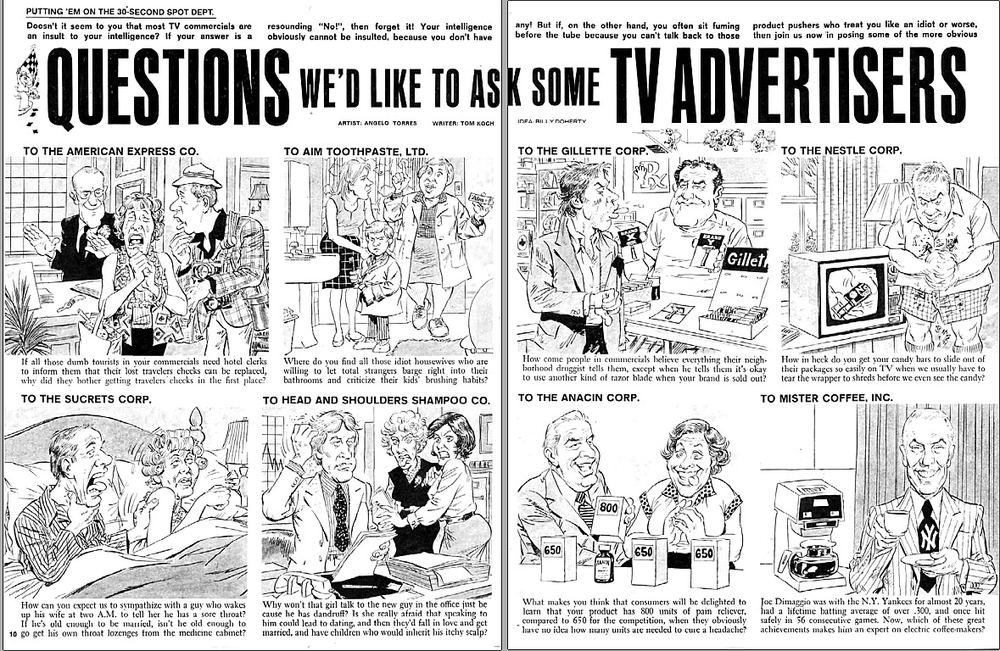 PUTTING 'EM ON THE 30-SECOND SPOT DEPT.
Doesn't it seem to you that most TV commercials are
an insult to your intelligence? If your answer is a
resounding "No!", then forget it! Your intelligence
obviously cannot be insulted, because you don't have
any! But if, on the other hand, you often sit fuming
before the tube because you can't talk back to those
product pushers who treat you like an idiot or worse,
then join us now in posing some of the more obvious
QUESTIONS WE'D LIKE TO ASK SOME TV ADVERTISERS
ARTIST: ANGELO TORRES WRITER: TOM KOCH
IDEA: BILLY DOHERTY
TO THE AMERICAN EXPRESS CO.
If all those dumb tourists in your commercials need hotel clerks
to inform them that their lost travelers checks can be replaced,
why did they bother getting travelers checks in the first place?
TO AIM TOOTHPASTE, LTD.
Where do you find all those idiot housewives who are
willing to let total strangers barge right into their
bathrooms and criticize their kids' brushing habits?
TO THE GILLETTE CORP.
Gillett
How come people in commercials believe everything their neigh-
borhood druggist tells them, except when he tells them it's okay
to use another kind of razor blade when your brand is sold out?
TO THE NESTLE CORP.
How in heck do you get your candy bars to slide out of
their packages so easily on TV when we usually have to
tear the wrapper to shreds before we even see the candy?
TO THE SUCRETS CORP.
How can you expect us to sympathize with a guy who wakes
up his wife at two A.M. to tell her he has a sore throat?
If he's old enough to be married, isn't he old enough to
go get his own throat lozenges from the medicine cabinet?
10
TO HEAD AND SHOULDERS SHAMPOO CO.
Why won't that girl talk to the new guy in the office just be
cause he has dandruff? Is she really afraid that speaking to
him could lead to dating, and then they'd fall in love and get
married, and have children who would inherit his itchy scalp?
TO THE ANACIN CORP.
800
650
650
650
What makes you think that consumers will be delighted to
learn that your product has 800 units of pain reliever,
compared to 650 for the competition, when they obviously
have no idea how many units are needed to cure a headache?
TO MISTER COFFEE, INC.
NY
Joe Dimaggio was with the N.Y. Yankees for almost 20 years,
had a lifetime batting average of over .300, and once hit
safely in 56 consecutive games. Now, which of these great
achievements makes him an expert on electric coffee-makers?